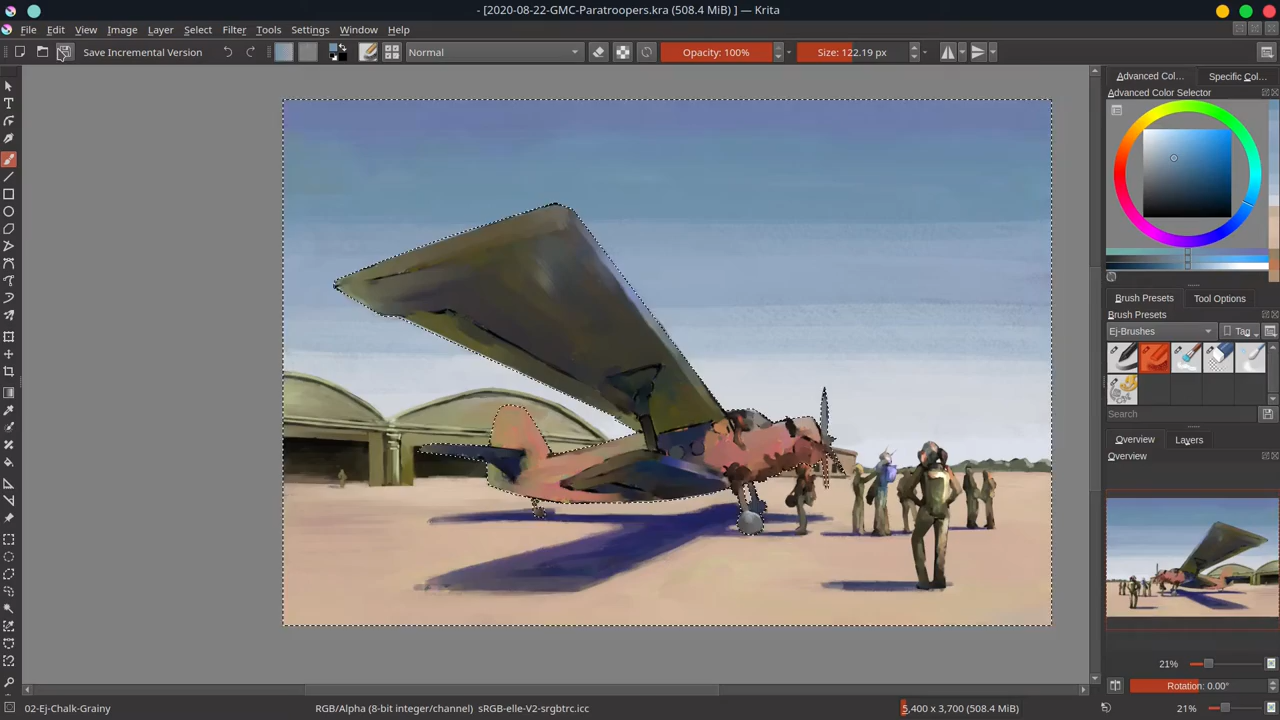 - [2020-08-22-GMC-Paratroopers.kra (508.4 MiB) ] — Krita
File Edit View Image Layer Select Filter Tools Settings Window Help
Save Incremental Version Normal Opacity: 100% Size: 122.19 px
Advanced Col... Specific Col...
Advanced Color Selector
Brush Presets Tool Options
Brush Presets
Ej-Brushes Tag
Search
Overview Layers
Overview
21%
Rotation: 0.00°
02-Ej-Chalk-Grainy RGB/Alpha (8-bit integer/channel) sRGB-elle-V2-srgbtrc.icc 5,400 x 3,700 (508.4 MiB) 21%